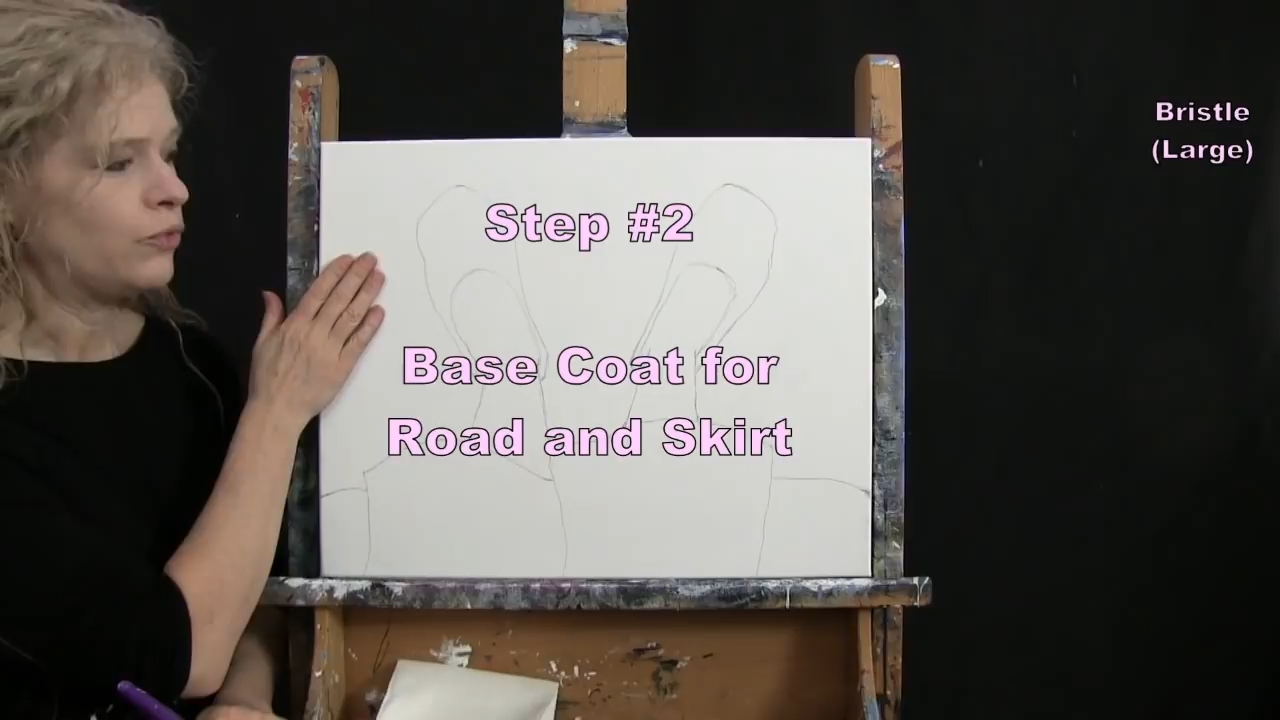 Bristle
(Large)
Step #2
Base Coat for
Road and Skirt